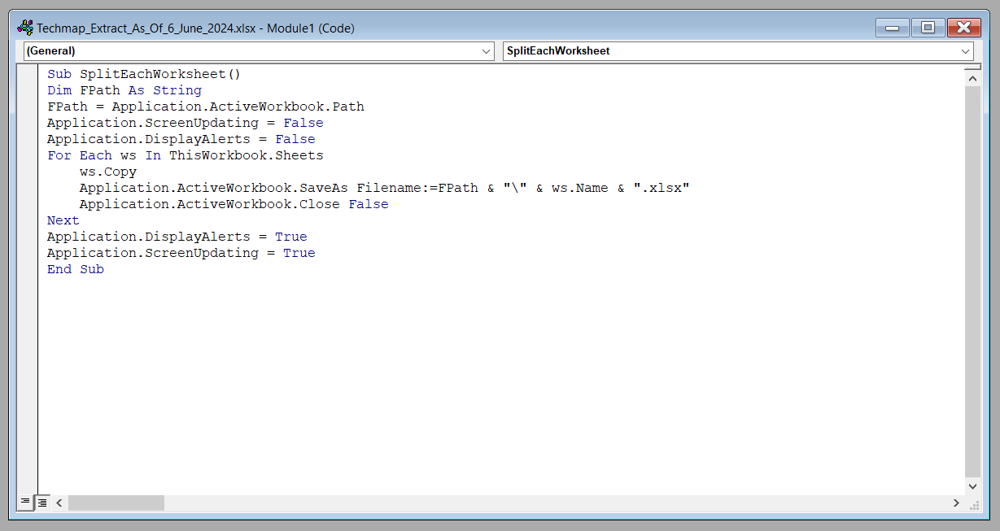 Techmap_Extract_As_Of_6_June_2024.xlsx - Module1 (Code)
(General)
SplitEachWorksheet
Sub SplitEachWorksheet()
Dim FPath As String
FPath = Application.ActiveWorkbook.Path
Application.ScreenUpdating = False
Application.DisplayAlerts = False
For Each ws In ThisWorkbook.Sheets
    ws.Copy
    Application.ActiveWorkbook.SaveAs Filename:=FPath & "\" & ws.Name & ".xlsx"
    Application.ActiveWorkbook.Close False
Next
Application.DisplayAlerts = True
Application.ScreenUpdating = True
End Sub